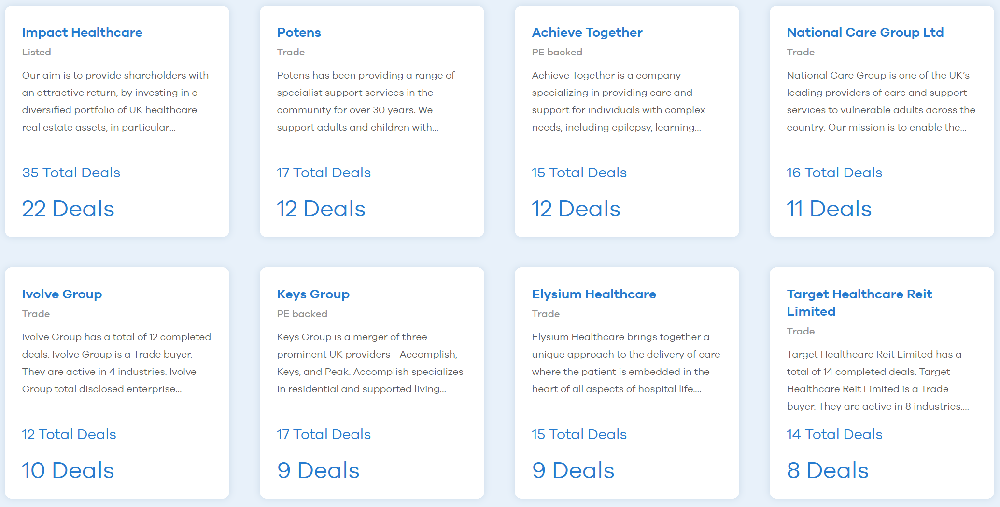 Impact Healthcare
Listed
Our aim is to provide shareholders with
an attractive return, by investing in a
diversified portfolio of UK healthcare
real estate assets, in particular...
35 Total Deals
22 Deals
Potens
Trade
Potens has been providing a range of
specialist support services in the
community for over 30 years. We
support adults and children with...
17 Total Deals
12 Deals
Achieve Together
PE backed
Achieve Together is a company
specializing in providing care and
support for individuals with complex
needs, including epilepsy, learning...
15 Total Deals
12 Deals
National Care Group Ltd
Trade
National Care Group is one of the UK’s
leading providers of care and support
services to vulnerable adults across the
country. Our mission is to enable the...
16 Total Deals
11 Deals
Ivolve Group
Trade
Ivolve Group has a total of 12 completed
deals. Ivolve Group is a Trade buyer.
They are active in 4 industries. Ivolve
Group total disclosed enterprise...
12 Total Deals
10 Deals
Keys Group
PE backed
Keys Group is a merger of three
prominent UK providers - Accomplish,
Keys, and Peak. Accomplish specializes
in residential and supported living...
17 Total Deals
9 Deals
Elysium Healthcare
Trade
Elysium Healthcare brings together a
unique approach to the delivery of care
where the patient is embedded in the
heart of all aspects of hospital life....
15 Total Deals
9 Deals
Target Healthcare Reit
Limited
Trade
Target Healthcare Reit Limited has a
total of 14 completed deals. Target
Healthcare Reit Limited is a Trade
buyer. They are active in 8 industries....
14 Total Deals
8 Deals